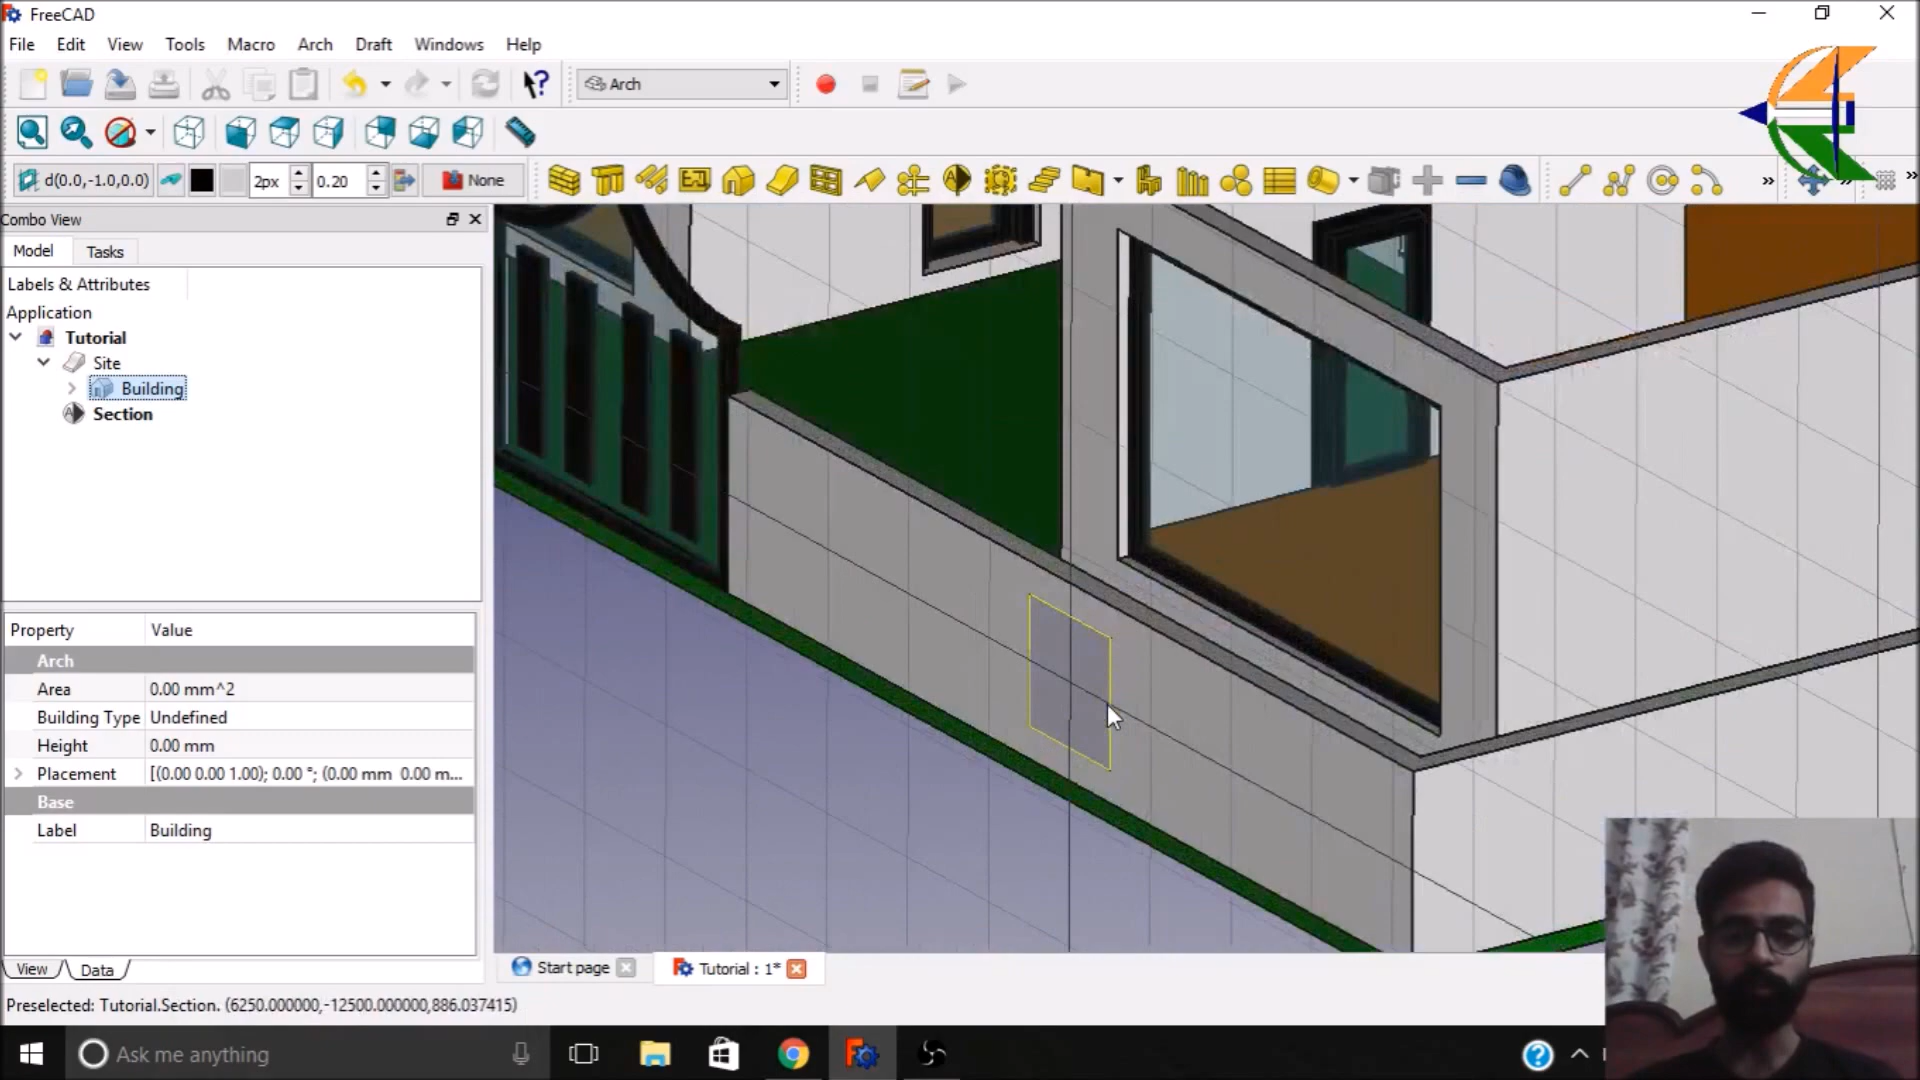 FreeCAD
File Edit View Tools Macro Arch Draft Windows Help
Arch
d(0.0,-1.0,0.0) 2px 0.20 None
Combo View
Model Tasks
Labels & Attributes
Application
Tutorial
Site
Building
Section
Property Value
Arch
Area 0.00 mm^2
Building Type Undefined
Height 0.00 mm
Placement [(0.00 0.00 1.00); 0.00 °; (0.00 mm 0.00 m...
Base
Label Building
View Data
Start page Tutorial : 1*
Preselected: Tutorial.Section. (6250.000000,-12500.000000,886.037415)
Ask me anything